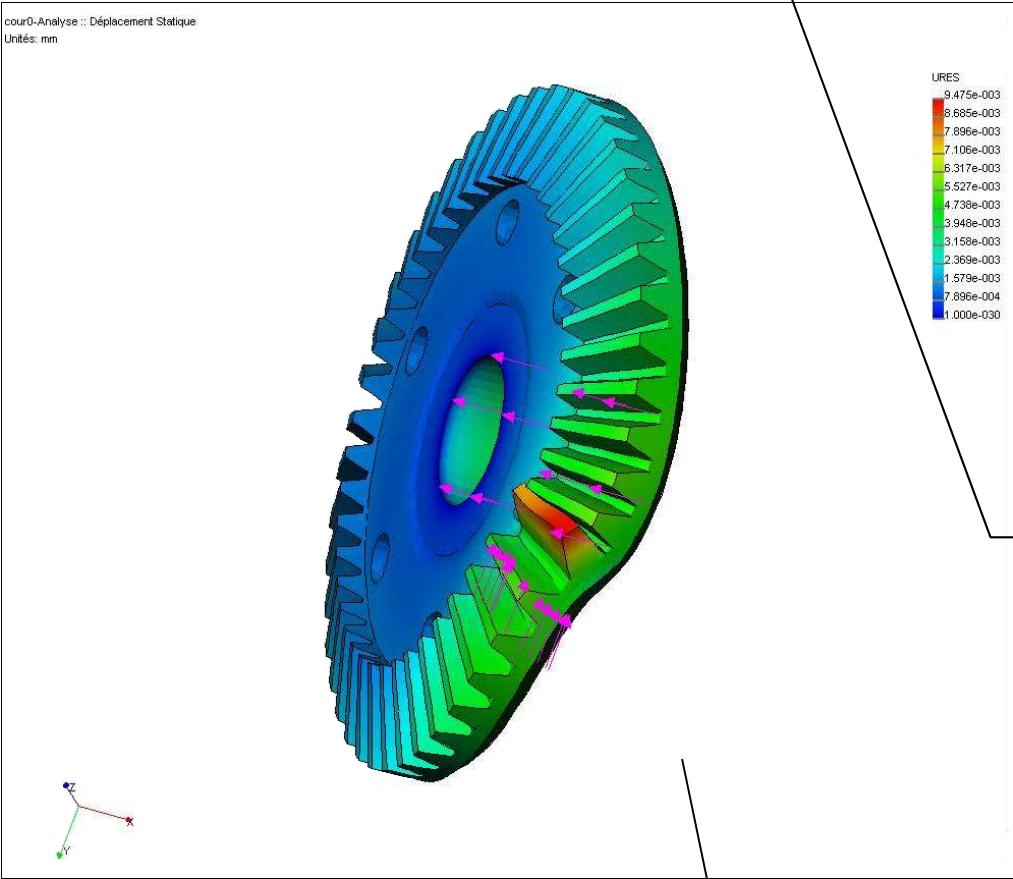 cour0-Analyse :: Déplacement Statique
Unités: mm
URES
9.475e-003
8.685e-003
7.896e-003
7.106e-003
6.317e-003
5.527e-003
4.738e-003
3.948e-003
3.158e-003
2.369e-003
1.579e-003
7.896e-004
1.000e-030
Z
X
Y